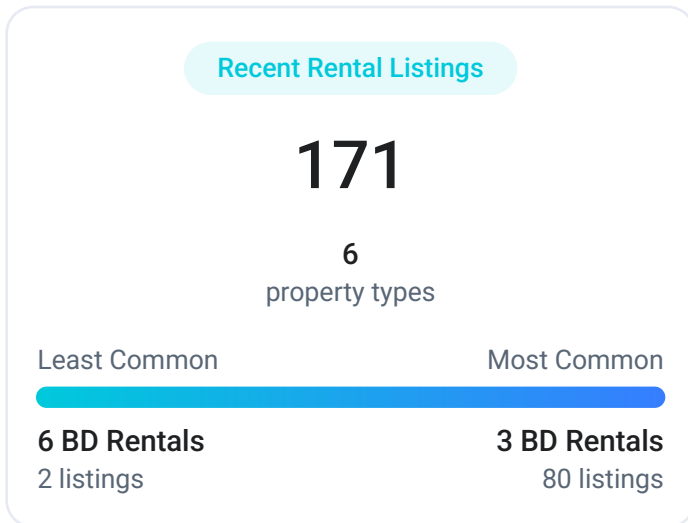 Recent Rental Listings
171
6
property types
Least Common Most Common
6 BD Rentals 3 BD Rentals
2 listings 80 listings